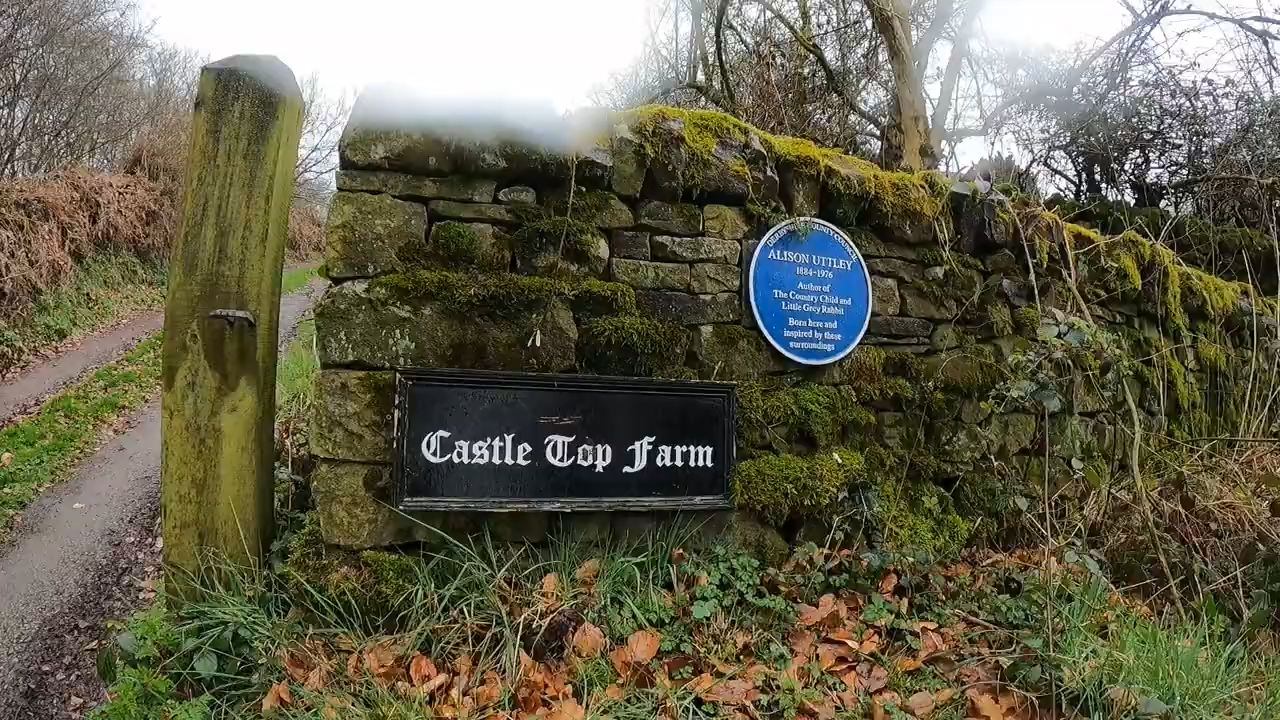 DERBYSHIRE COUNTY COUNCIL
ALISON UTTLEY
1884-1976
Author of
The Country Child and
Little Grey Rabbit
Born here and
inspired by these
surroundings
Castle Top Farm